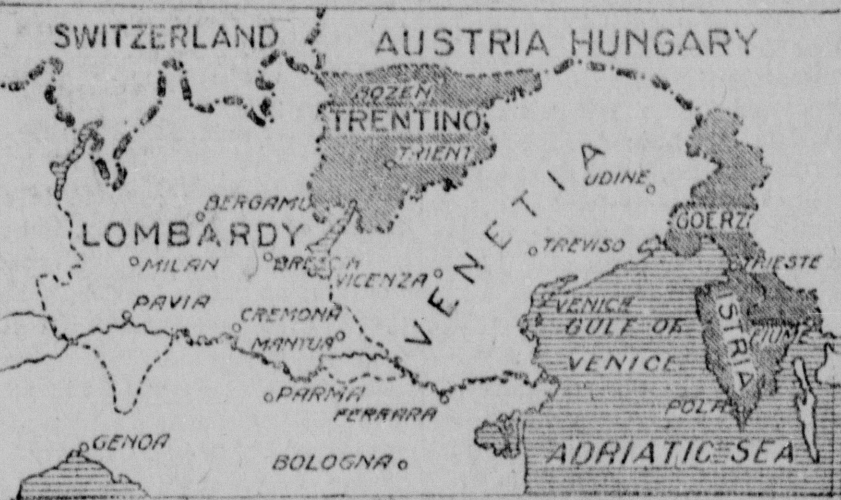 SWITZERLAND
AUSTRIA HUNGARY
BOZEN
TRENTINO
TRIENT
UDINE
BERGAMO
GOERZ
LOMBARDY
VENETIA
TREVISO
MILAN
BRESCIA
VICENZA
TRIESTE
PAVIA
VENICE
CREMONA
GULF OF
VENICE
ISTRIA
FIUME
MANTUA
PARMA
FERRARA
POLA
GENOA
BOLOGNA
ADRIATIC SEA